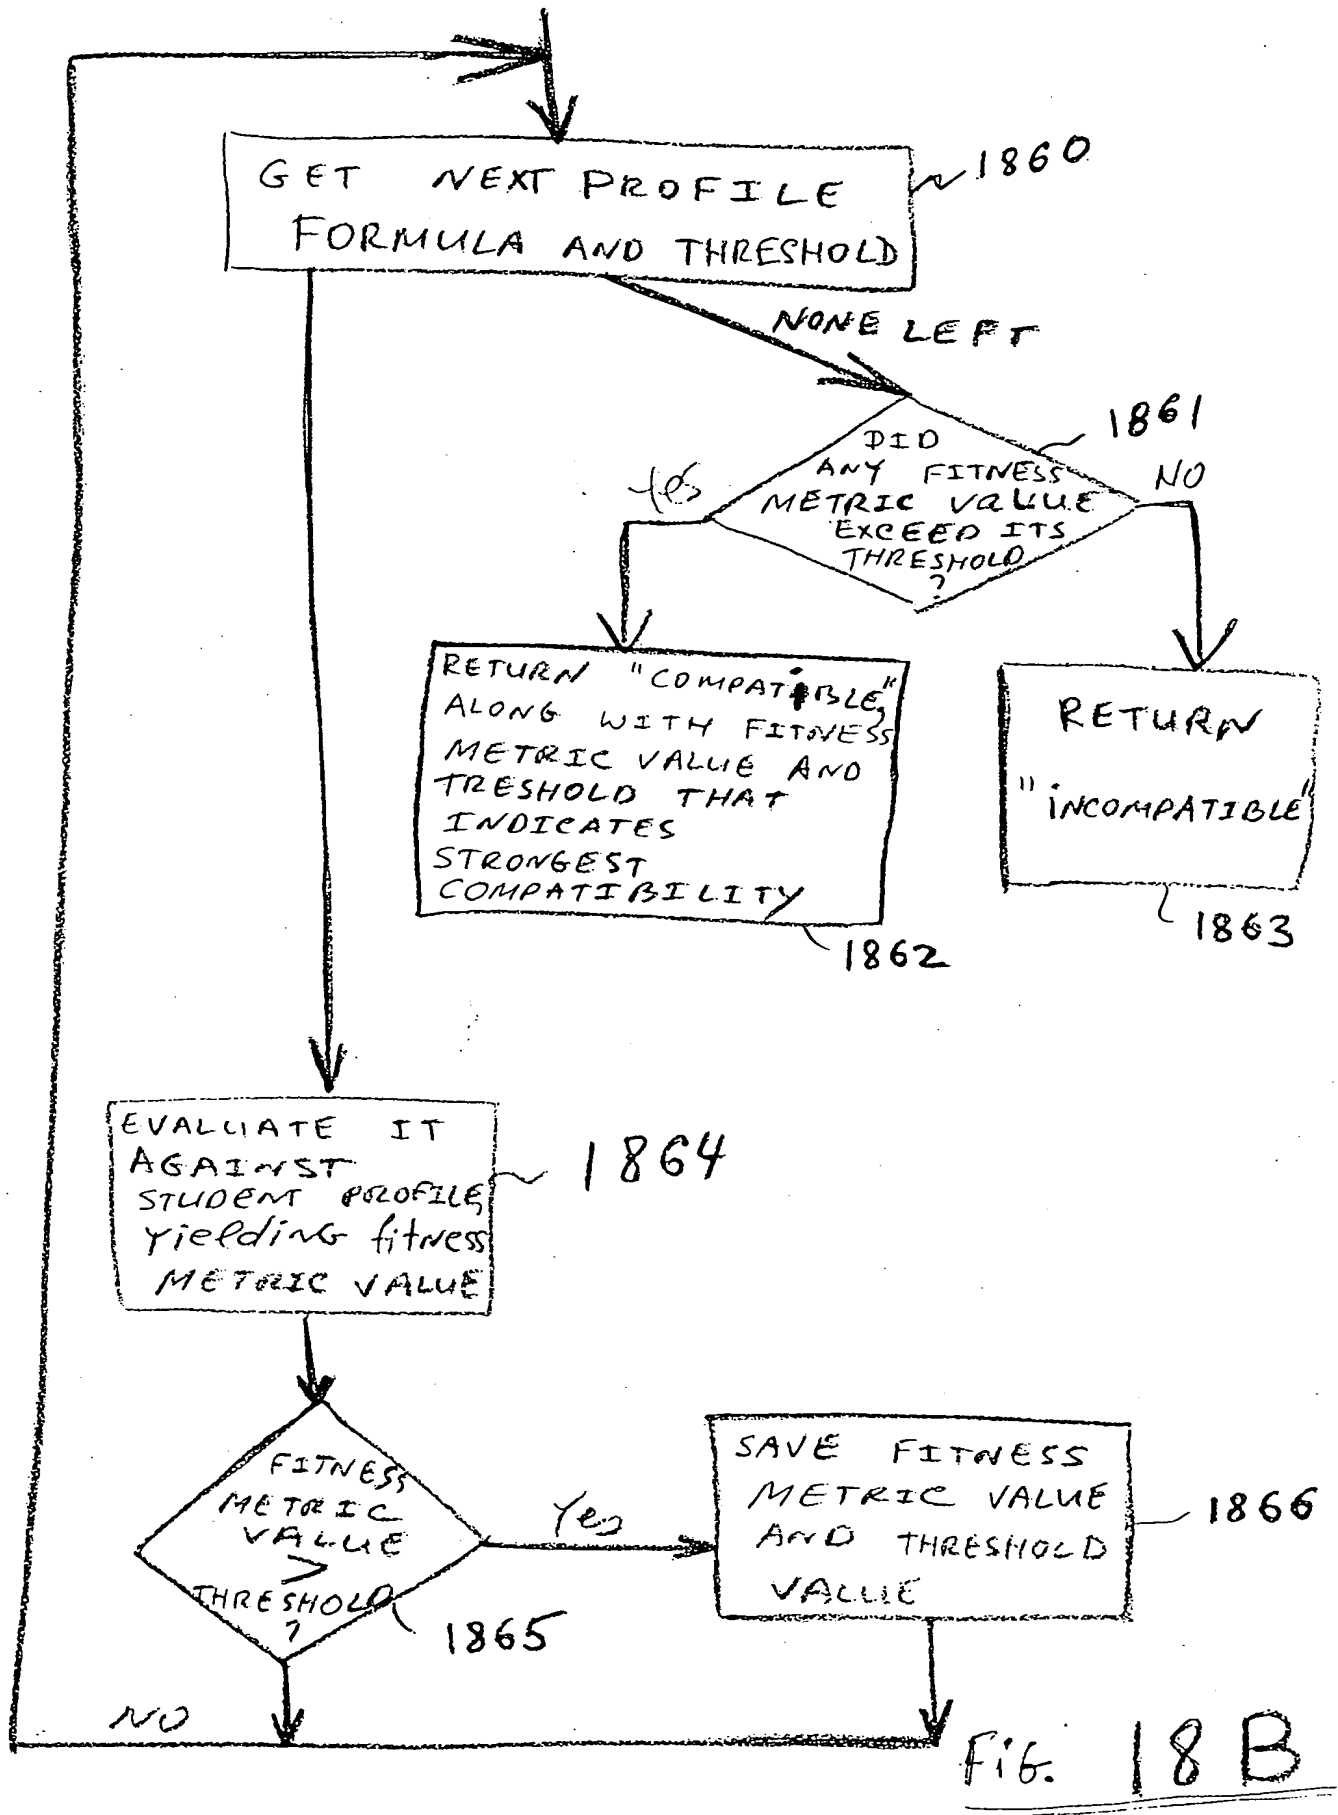 GET NEXT PROFILE
FORMULA AND THRESHOLD
1860
NONE LEFT
1861
DID
ANY FITNESS
METRIC VALUE
EXCEED ITS
THRESHOLD
?
Yes
NO
RETURN "COMPATIBLE,"
ALONG WITH FITNESS
METRIC VALUE AND
TRESHOLD THAT
INDICATES
STRONGEST
COMPATIBILITY
1862
RETURN
"INCOMPATIBLE"
1863
EVALUATE IT
AGAINST
STUDENT PROFILE,
Yielding fitness
METRIC VALUE
1864
FITNESS
METRIC
VALUE
>
THRESHOLD
?
1865
Yes
SAVE FITNESS
METRIC VALUE
AND THRESHOLD
VALUE
1866
NO
FIG. 18B